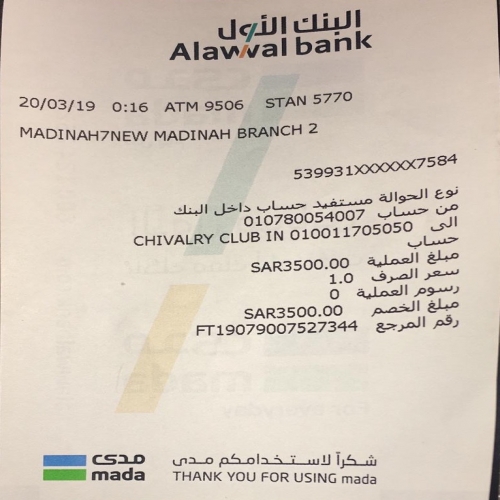 البنك الأول
Alawwal bank
20/03/19 0:16 ATM 9506 STAN 5770
MADINAH7NEW MADINAH BRANCH 2
539931XXXXXX7584
نوع الحوالة مستفيد حساب داخل البنك
من حساب 010780054007
الى CHIVALRY CLUB IN 010011705050
حساب
مبلغ العملية SAR3500.00
سعر الصرف 1.0
رسوم العملية 0
مبلغ الخصم SAR3500.00
رقم المرجع FT19079007527344
مدى شكراً لاستخدامكم مدى
mada THANK YOU FOR USING mada